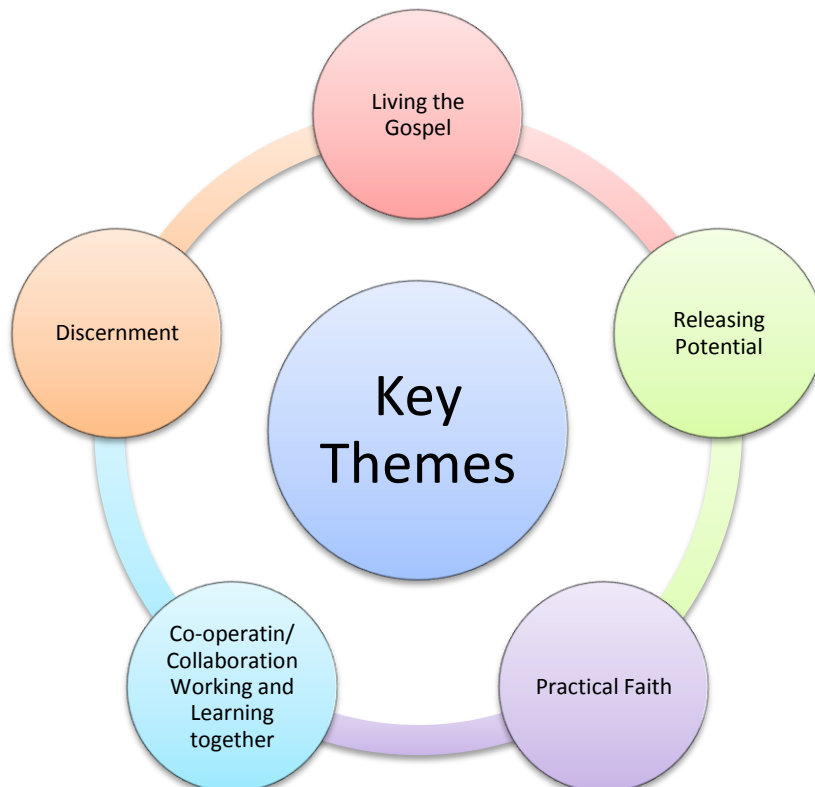 Living the
Gospel
Releasing
Potential
Practical Faith
Co-operatin/
Collaboration
Working and
Learning
together
Discernment
Key
Themes